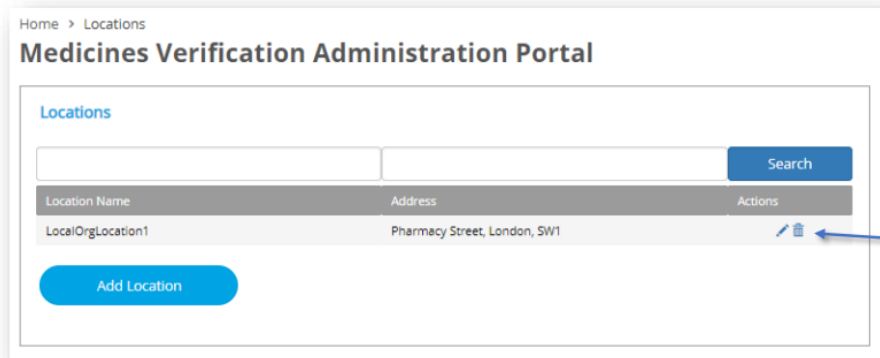 Home > Locations
Medicines Verification Administration Portal
Locations
Search
Location Name Address Actions
LocalOrgLocation1 Pharmacy Street, London, SW1
Add Location